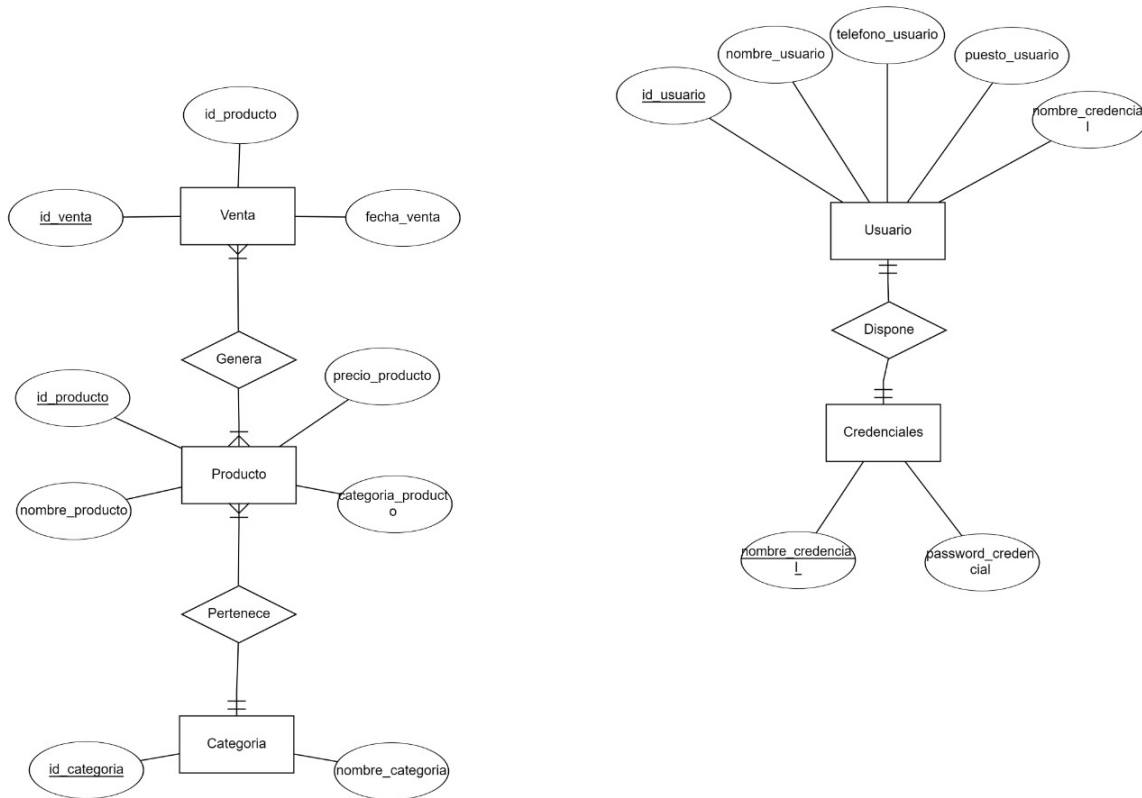 id_producto
id_venta
Venta
fecha_venta
Genera
id_producto
precio_producto
Producto
nombre_producto
categoria_product
o
Pertenece
Categoria
id_categoria
nombre_categoria
telefono_usuario
nombre_usuario
puesto_usuario
id_usuario
nombre_credencia
l
Usuario
Dispone
Credenciales
nombre_credencia
l
password_creden
cial